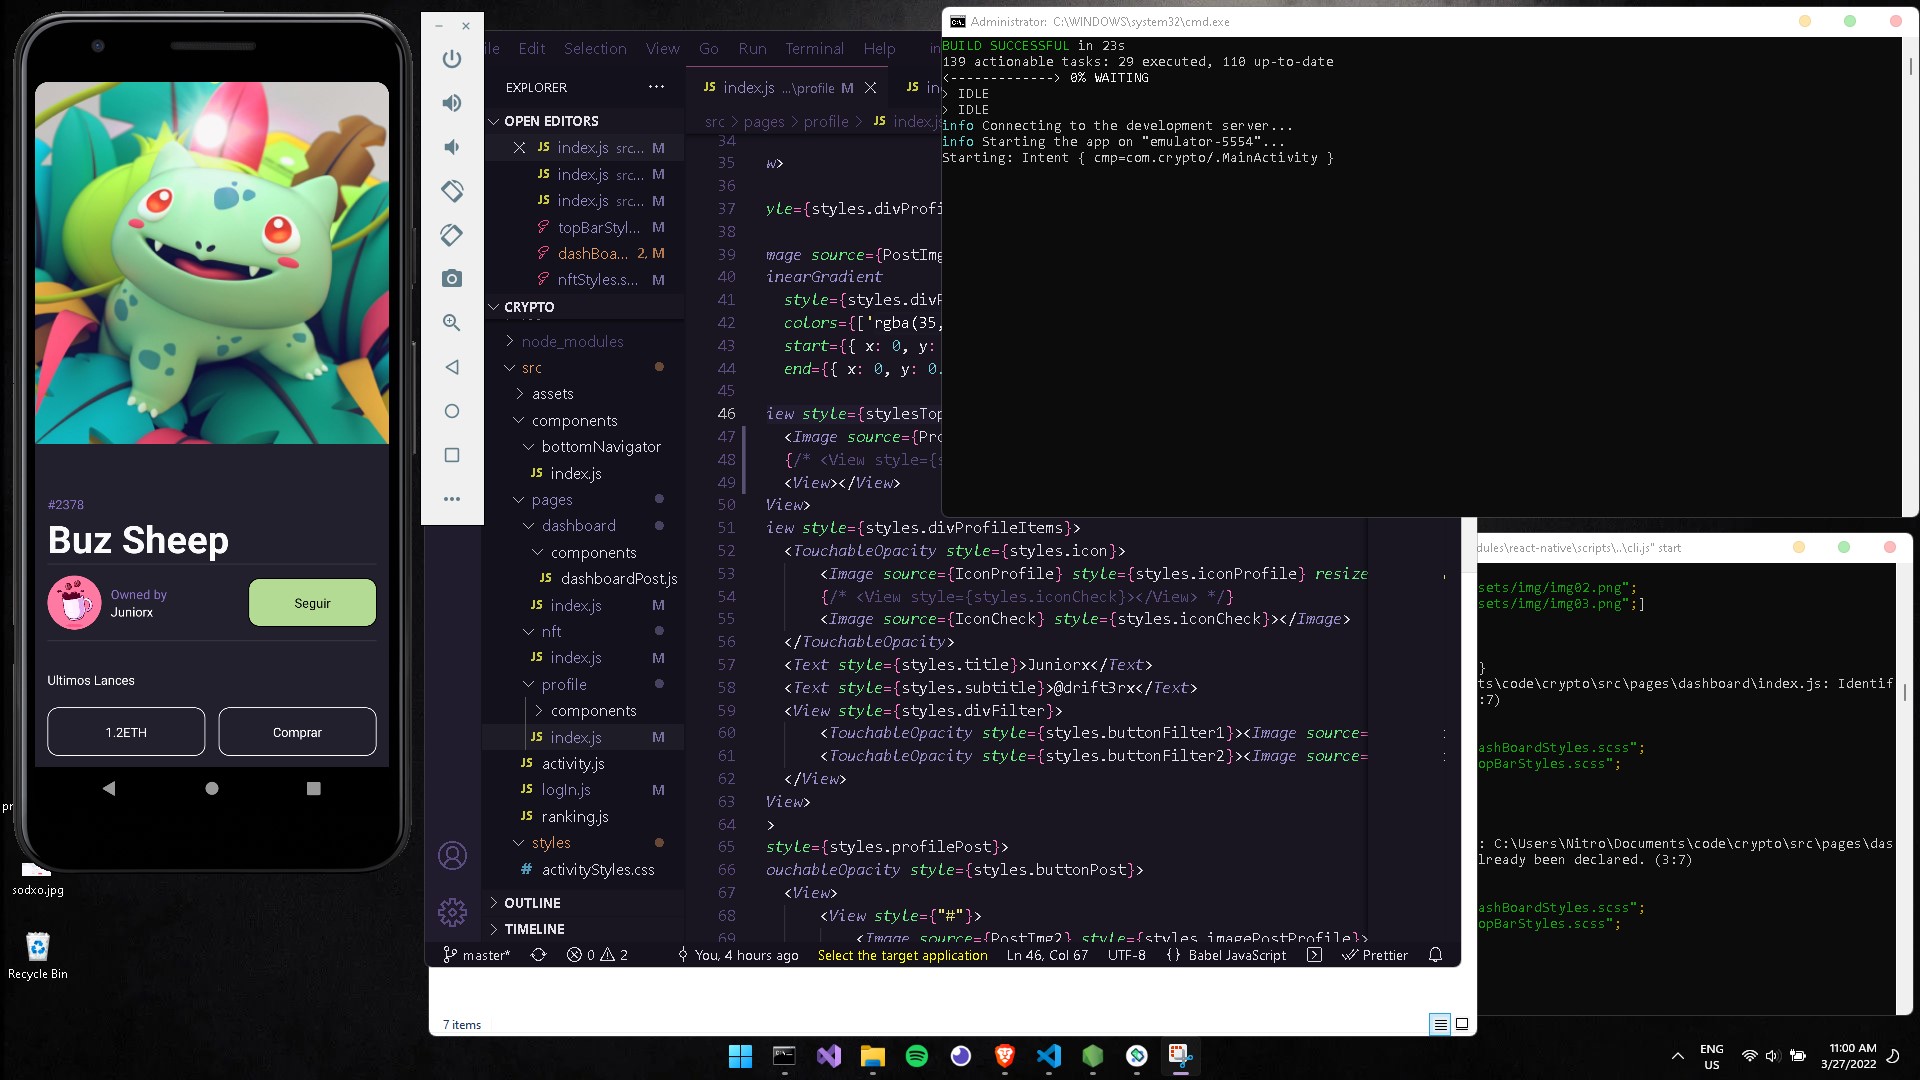 #2378
Buz Sheep
Owned by
Juniorx
Seguir
Ultimos Lances
1.2ETH
Comprar
sodxo.jpg
Recycle Bin
ile Edit Selection View Go Run Terminal Help in
EXPLORER
OPEN EDITORS
index.js src... M
index.js src... M
index.js src... M
topBarStyl... M
dashBoa... 2, M
nftStyles.s... M
CRYPTO
node_modules
src
assets
components
bottomNavigator
JS index.js
pages
dashboard
components
JS dashboardPost.js
JS index.js M
nft
JS index.js M
profile
components
JS index.js M
JS activity.js
JS logIn.js M
JS ranking.js
styles
# activityStyles.css
OUTLINE
TIMELINE
JS index.js ...\profile M
JS in
src > pages > profile > JS index.js
34
35 w>
36
37 yle={styles.divProfi
38
39 mage source={PostImg
40 inearGradient
41 style={styles.divP
42 colors={['rgba(35,
43 start={{ x: 0, y:
44 end={{ x: 0, y: 0.
45
46 iew style={stylesTop
47 <Image source={Pro
48 {/* <View style={s
49 <View></View>
50 View>
51 iew style={styles.divProfileItems}>
52 <TouchableOpacity style={styles.icon}>
53 <Image source={IconProfile} style={styles.iconProfile} resize
54 {/* <View style={styles.iconCheck}></View> */}
55 <Image source={IconCheck} style={styles.iconCheck}></Image>
56 </TouchableOpacity>
57 <Text style={styles.title}>Juniorx</Text>
58 <Text style={styles.subtitle}>@drift3rx</Text>
59 <View style={styles.divFilter}>
60 <TouchableOpacity style={styles.buttonFilter1}><Image source=
61 <TouchableOpacity style={styles.buttonFilter2}><Image source=
62 </View>
63 View>
64 >
65 style={styles.profilePost}>
66 ouchableOpacity style={styles.buttonPost}>
67 <View>
68 <View style={"#"}>
69 <Image source={PostImg2} style={styles.imagePostProfile}>
master* 0 2 You, 4 hours ago Select the target application Ln 46, Col 67 UTF-8 {} Babel JavaScript Prettier
7 items
Administrator: C:\WINDOWS\system32\cmd.exe
BUILD SUCCESSFUL in 23s
139 actionable tasks: 29 executed, 110 up-to-date
<-------------> 0% WAITING
> IDLE
> IDLE
info Connecting to the development server...
info Starting the app on "emulator-5554"...
Starting: Intent { cmp=com.crypto/.MainActivity }
dules\react-native\scripts\..\cli.js" start
sets/img/img02.png";
sets/img/img03.png";]
}
ts\code\crypto\src\pages\dashboard\index.js: Identif
:7)
ashBoardStyles.scss";
opBarStyles.scss";
: C:\Users\Nitro\Documents\code\crypto\src\pages\das
lready been declared. (3:7)
ashBoardStyles.scss";
opBarStyles.scss";
ENG
US
11:00 AM
3/27/2022